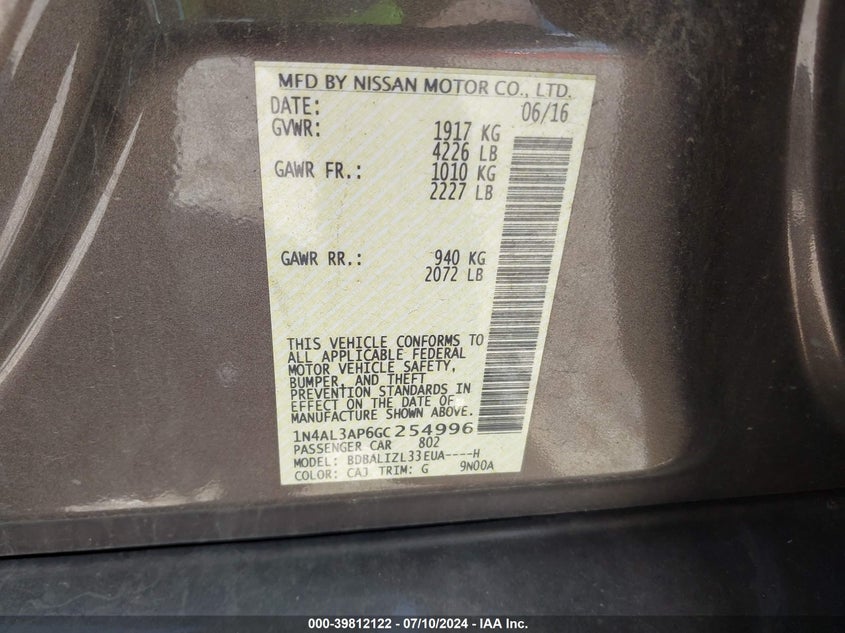 MFD BY NISSAN MOTOR CO., LTD.
DATE: 06/16
GVWR: 1917 KG
4226 LB
GAWR FR.: 1010 KG
2227 LB
GAWR RR.: 940 KG
2072 LB
THIS VEHICLE CONFORMS TO
ALL APPLICABLE FEDERAL
MOTOR VEHICLE SAFETY,
BUMPER, AND THEFT
PREVENTION STANDARDS IN
EFFECT ON THE DATE OF
MANUFACTURE SHOWN ABOVE.
1N4AL3AP6GC254996
PASSENGER CAR 802
MODEL: BDBALIZL33EUA----H
COLOR: CAJ TRIM: G 9N00A
000-39812122 - 07/10/2024 - IAA Inc.